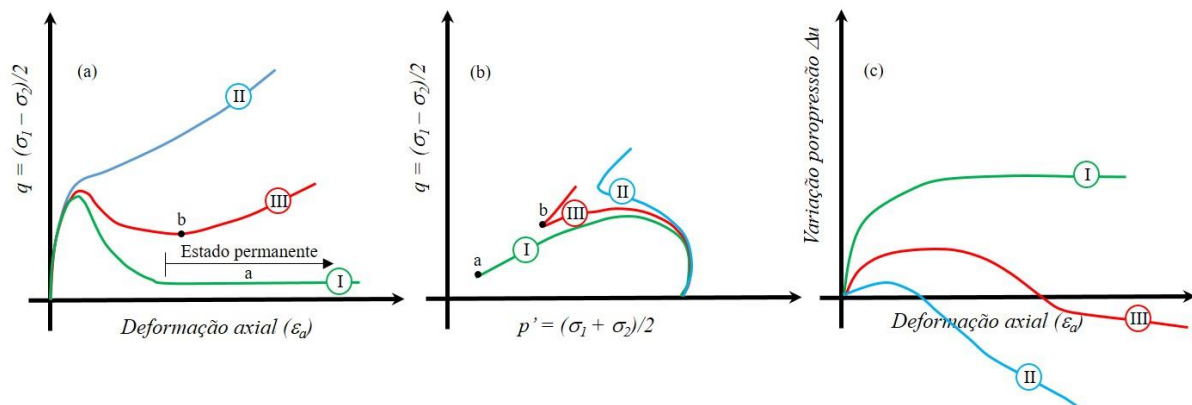 (a)
q = (σ₁ – σ₂)/2
II
III
b
Estado permanente
a
I
Deformação axial (εₐ)
(b)
q = (σ₁ – σ₂)/2
II
b
III
I
a
p’ = (σ₁ + σ₂)/2
(c)
Variação poropressão Δu
I
Deformação axial (εₐ)
III
II